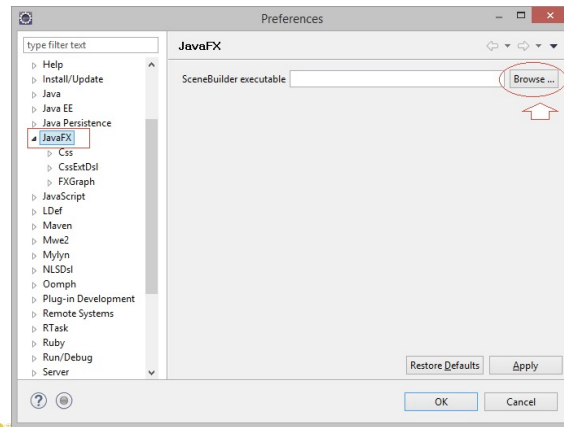 Preferences
type filter text
Help
Install/Update
Java
Java EE
Java Persistence
JavaFX
Css
CssExtDsl
FXGraph
JavaScript
LDef
Maven
Mwe2
Mylyn
NLSDsl
Oomph
Plug-in Development
Remote Systems
RTask
Ruby
Run/Debug
Server
JavaFX
SceneBuilder executable
Browse ...
Restore Defaults
Apply
OK
Cancel